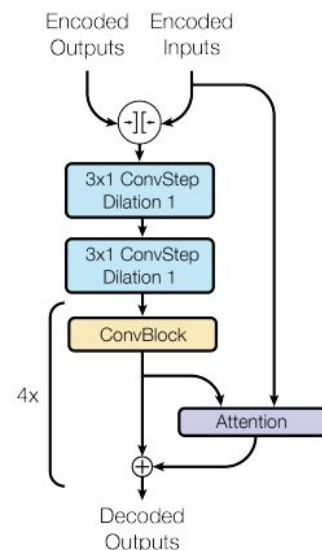 Encoded
Outputs
Encoded
Inputs
3x1 ConvStep
Dilation 1
3x1 ConvStep
Dilation 1
ConvBlock
4x
Attention
Decoded
Outputs